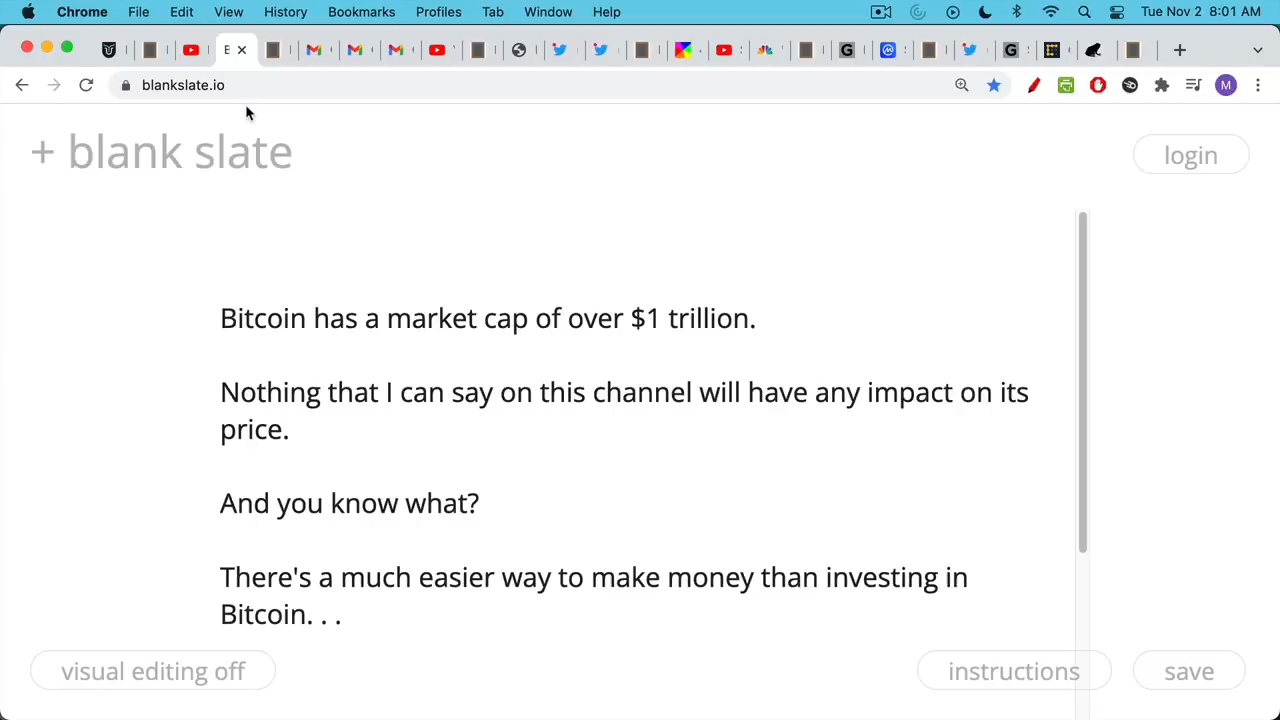 Chrome File Edit View History Bookmarks Profiles Tab Window Help Tue Nov 2 8:01 AM
blankslate.io M
+ blank slate
login
Bitcoin has a market cap of over $1 trillion.
Nothing that I can say on this channel will have any impact on its
price.
And you know what?
There's a much easier way to make money than investing in
Bitcoin. . .
visual editing off instructions save